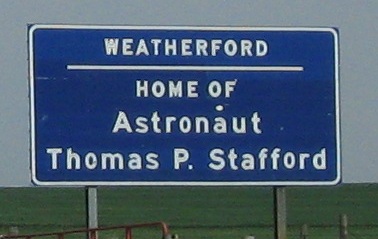 WEATHERFORD
HOME OF
Astronaut
Thomas P. Stafford